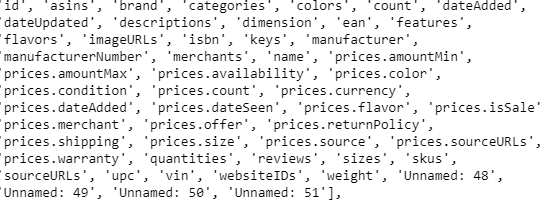 'id', 'asins', 'brand', 'categories', 'colors', 'count', 'dateAdded',
'dateUpdated', 'descriptions', 'dimension', 'ean', 'features',
'flavors', 'imageURLs', 'isbn', 'keys', 'manufacturer',
'manufacturerNumber', 'merchants', 'name', 'prices.amountMin',
'prices.amountMax', 'prices.availability', 'prices.color',
'prices.condition', 'prices.count', 'prices.currency',
'prices.dateAdded', 'prices.dateSeen', 'prices.flavor', 'prices.isSale'
'prices.merchant', 'prices.offer', 'prices.returnPolicy',
'prices.shipping', 'prices.size', 'prices.source', 'prices.sourceURLs',
'prices.warranty', 'quantities', 'reviews', 'sizes', 'skus',
'sourceURLs', 'upc', 'vin', 'websiteIDs', 'weight', 'Unnamed: 48',
'Unnamed: 49', 'Unnamed: 50', 'Unnamed: 51'],